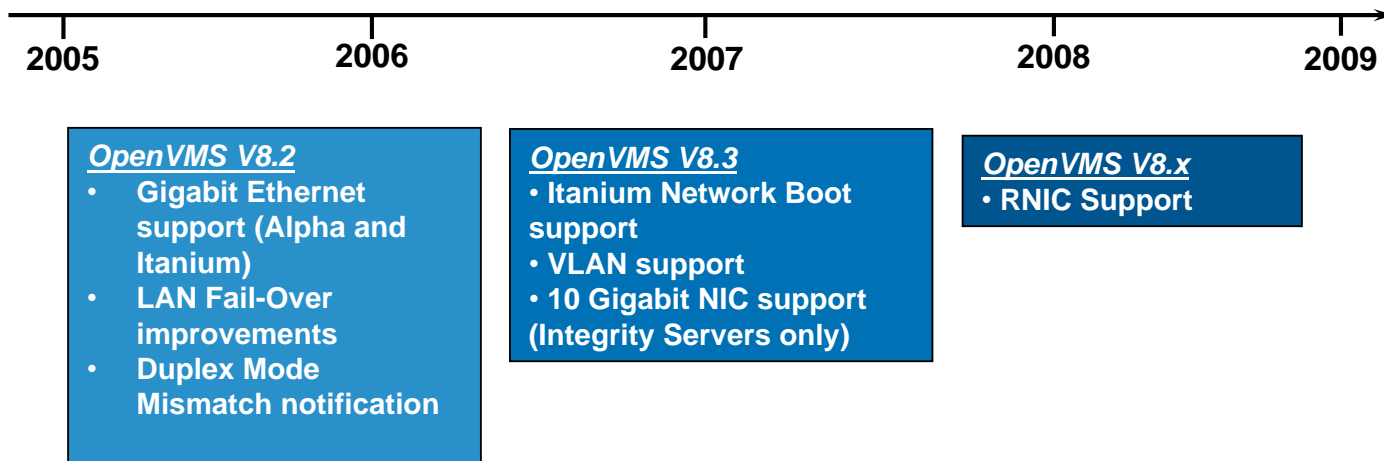 2005 2006 2007 2008 2009
OpenVMS V8.2
• Gigabit Ethernet
support (Alpha and
Itanium)
• LAN Fail-Over
improvements
• Duplex Mode
Mismatch notification
OpenVMS V8.3
• Itanium Network Boot
support
• VLAN support
• 10 Gigabit NIC support
(Integrity Servers only)
OpenVMS V8.x
• RNIC Support